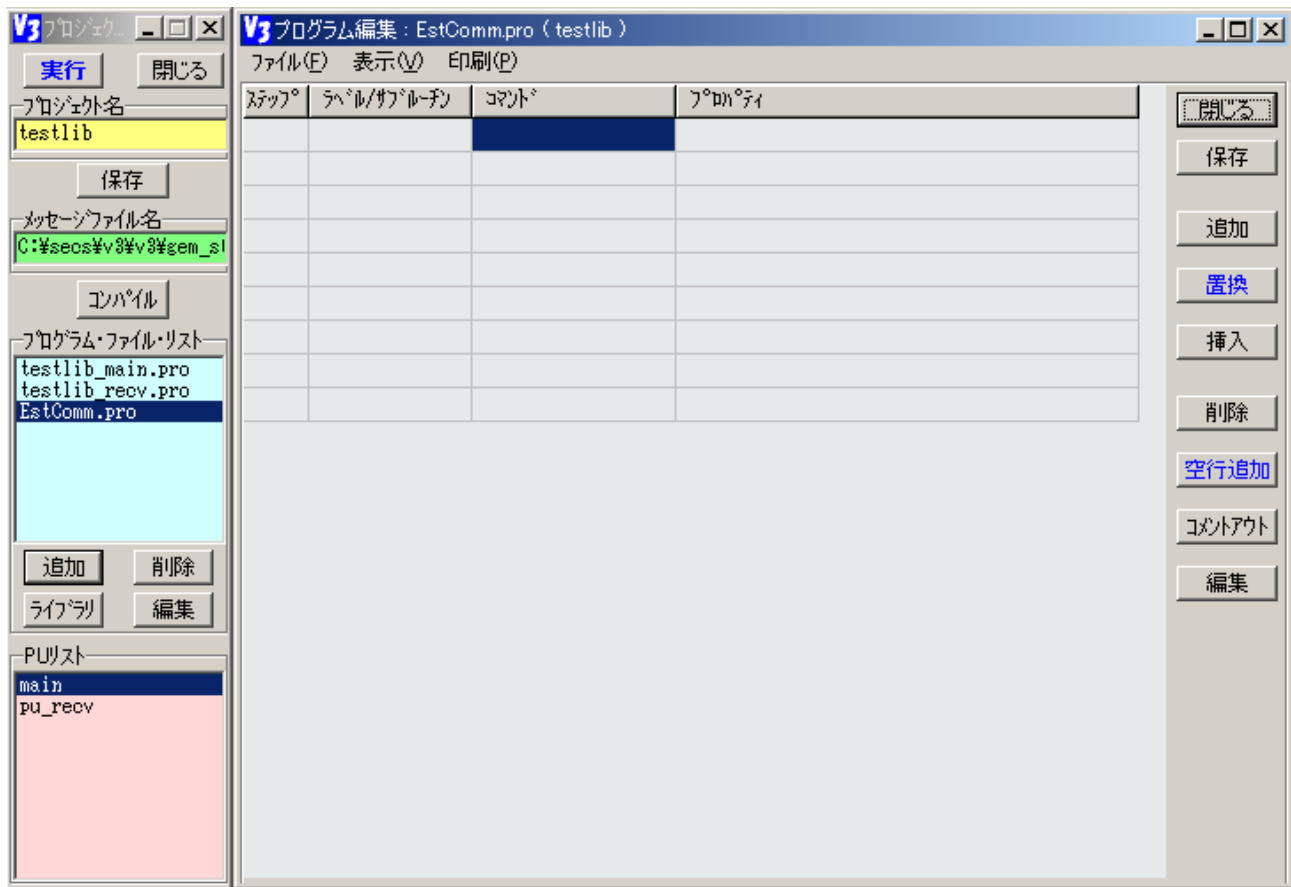 V3 ﾌﾟﾛｼﾞｪｸ...
実行 閉じる
ﾌﾟﾛｼﾞｪｸﾄ名
testlib
保存
ﾒｯｾｰｼﾞﾌｧｲﾙ名
C:¥secs¥v3¥v3¥gem_sl
ｺﾝﾊﾟｲﾙ
ﾌﾟﾛｸﾞﾗﾑ・ﾌｧｲﾙ・ﾘｽﾄ
testlib_main.pro
testlib_recv.pro
EstComm.pro
追加 削除
ﾗｲﾌﾞﾗﾘ 編集
PUﾘｽﾄ
main
pu_recv
V3 プログラム編集：EstComm.pro ( testlib )
ﾌｧｲﾙ(F) 表示(V) 印刷(P)
ｽﾃｯﾌﾟ ﾗﾍﾞﾙ/ｻﾌﾞﾙｰﾁﾝ ｺﾏﾝﾄﾞ ﾌﾟﾛﾊﾟﾃｨ
閉じる
保存
追加
置換
挿入
削除
空行追加
ｺﾒﾝﾄｱｳﾄ
編集